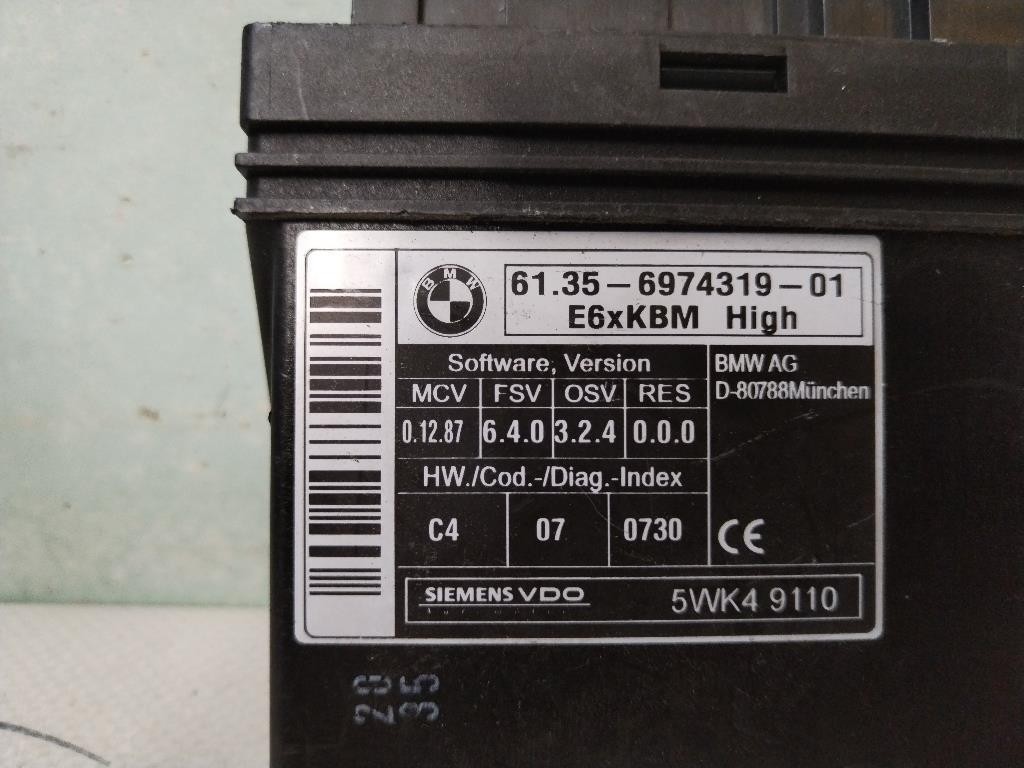 BMW
61.35-6974319-01
E6xKBM High
Software, Version
MCV FSV OSV RES
0.12.87 6.4.0 3.2.4 0.0.0
HW./Cod.-/Diag.-Index
C4 07 0730
BMW AG
D-80788München
CE
SIEMENS VDO
5WK4 9110